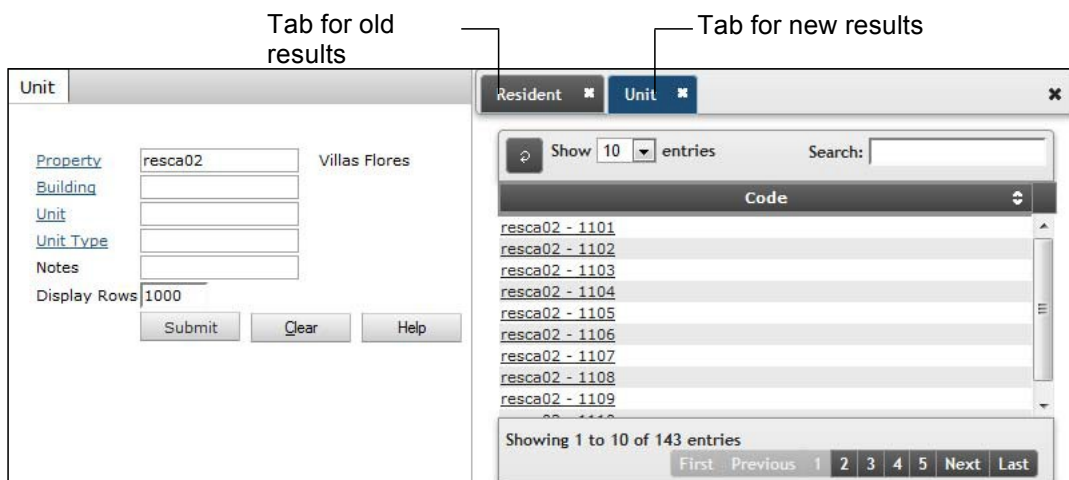 Tab for old
results
Tab for new results
Unit
Property resca02 Villas Flores
Building
Unit
Unit Type
Notes
Display Rows 1000
Submit Clear Help
Resident Unit
Show 10 entries Search:
Code
resca02 - 1101
resca02 - 1102
resca02 - 1103
resca02 - 1104
resca02 - 1105
resca02 - 1106
resca02 - 1107
resca02 - 1108
resca02 - 1109
Showing 1 to 10 of 143 entries
First Previous 1 2 3 4 5 Next Last